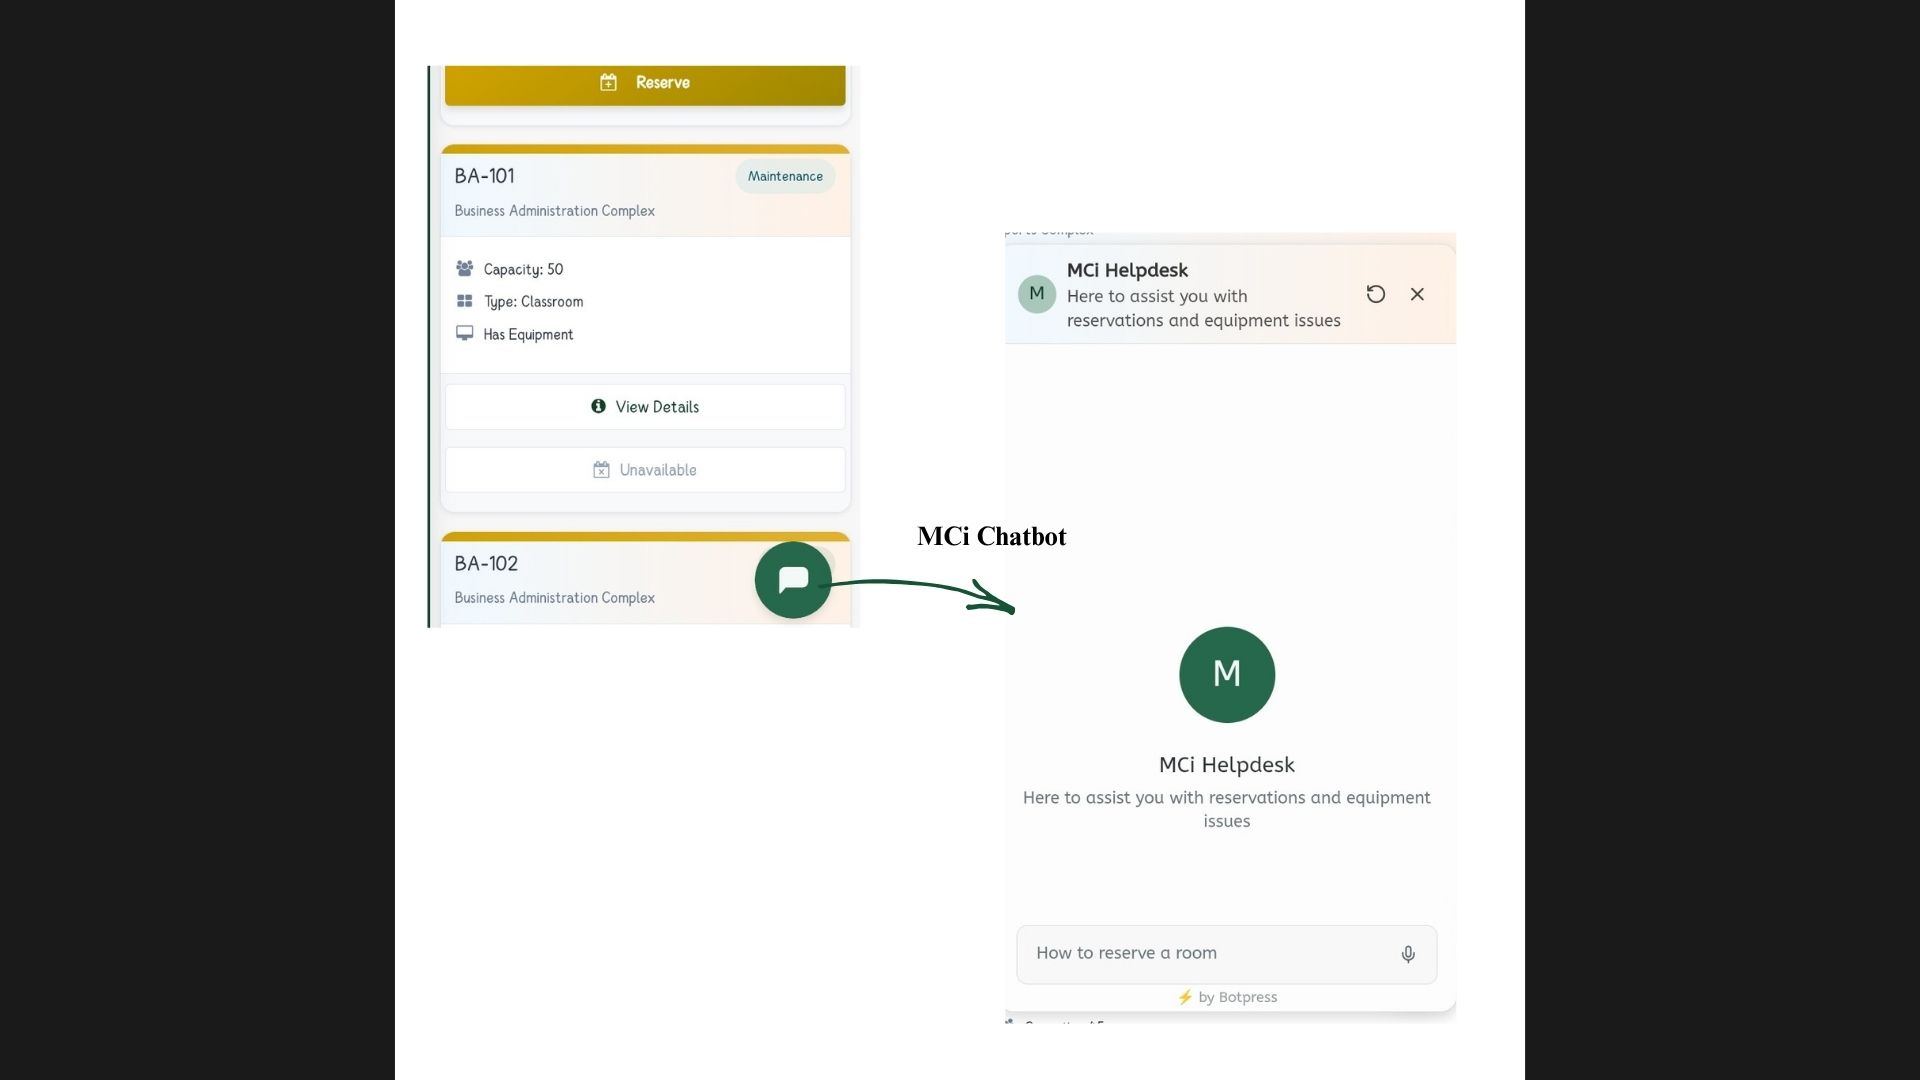 Reserve
BA-101
Maintenance
Business Administration Complex
Capacity: 50
Type: Classroom
Has Equipment
View Details
Unavailable
BA-102
Business Administration Complex
MCi Chatbot
M
MCi Helpdesk
Here to assist you with
reservations and equipment issues
M
MCi Helpdesk
Here to assist you with reservations and equipment
issues
How to reserve a room
by Botpress